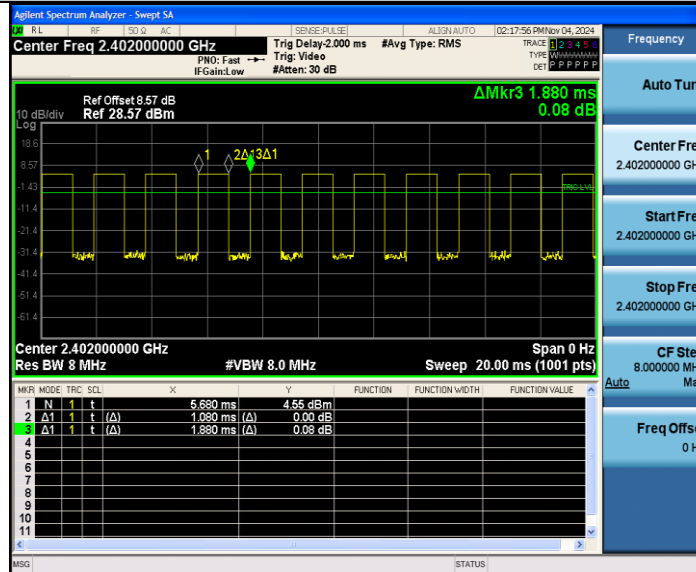 Agilent Spectrum Analyzer - Swept SA
RL RF 50 Ω AC SENSE:PULSE ALIGN AUTO 02:17:56 PM Nov 04, 2024
Center Freq 2.402000000 GHz
PNO: Fast
IFGain:Low
Trig Delay-2.000 ms
Trig: Video
#Atten: 30 dB
#Avg Type: RMS
TRACE 1 2 3 4 5 6
TYPE WWWWWW
DET P P P P P P
Ref Offset 8.57 dB
10 dB/div Ref 28.57 dBm
Log
ΔMkr3 1.880 ms
0.08 dB
18.6
8.57
-1.43
-11.4
-21.4
-31.4
-41.4
-51.4
-61.4
1 2Δ1 3Δ1
TRIG LVL
Center 2.402000000 GHz Span 0 Hz
Res BW 8 MHz #VBW 8.0 MHz Sweep 20.00 ms (1001 pts)
MKR MODE TRC SCL X Y FUNCTION FUNCTION WIDTH FUNCTION VALUE
1 N 1 t 5.680 ms 4.55 dBm
2 Δ1 1 t (Δ) 1.080 ms (Δ) 0.00 dB
3 Δ1 1 t (Δ) 1.880 ms (Δ) 0.08 dB
4
5
6
7
8
9
10
11
MSG STATUS
Frequency
Auto Tun
Center Fre
2.402000000 GH
Start Fre
2.402000000 GH
Stop Fre
2.402000000 GH
CF Ste
8.000000 MH
Auto Ma
Freq Offs
0 H